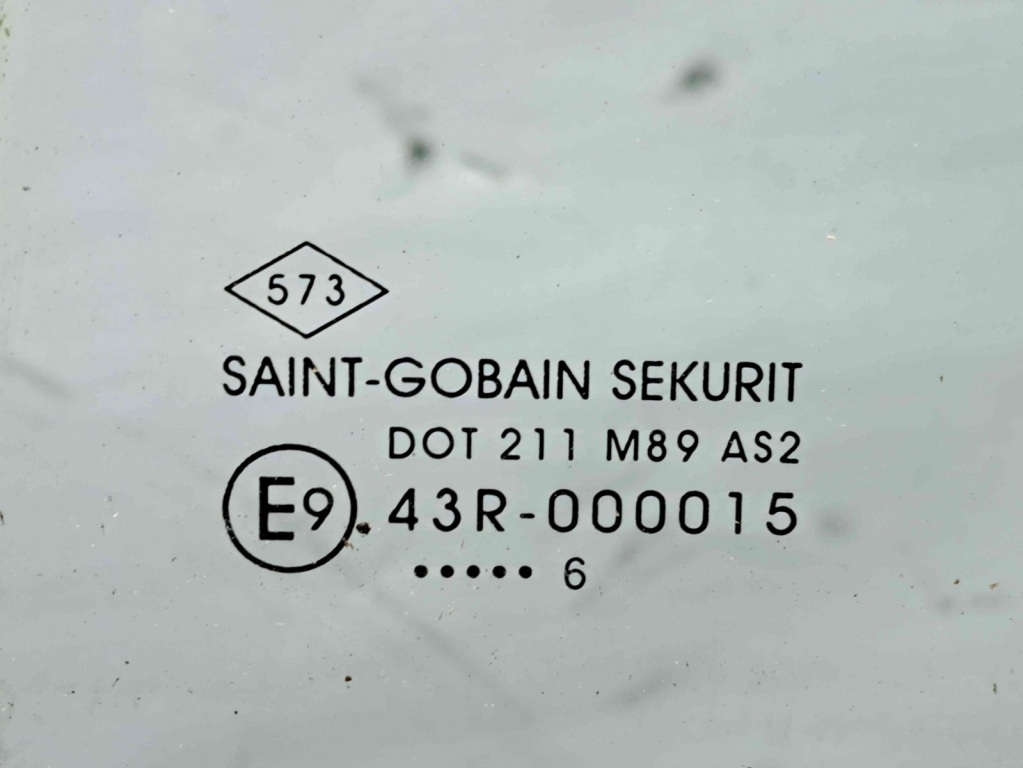 573
SAINT-GOBAIN SEKURIT
DOT 211 M89 AS2
E9 43R-000015
••••• 6